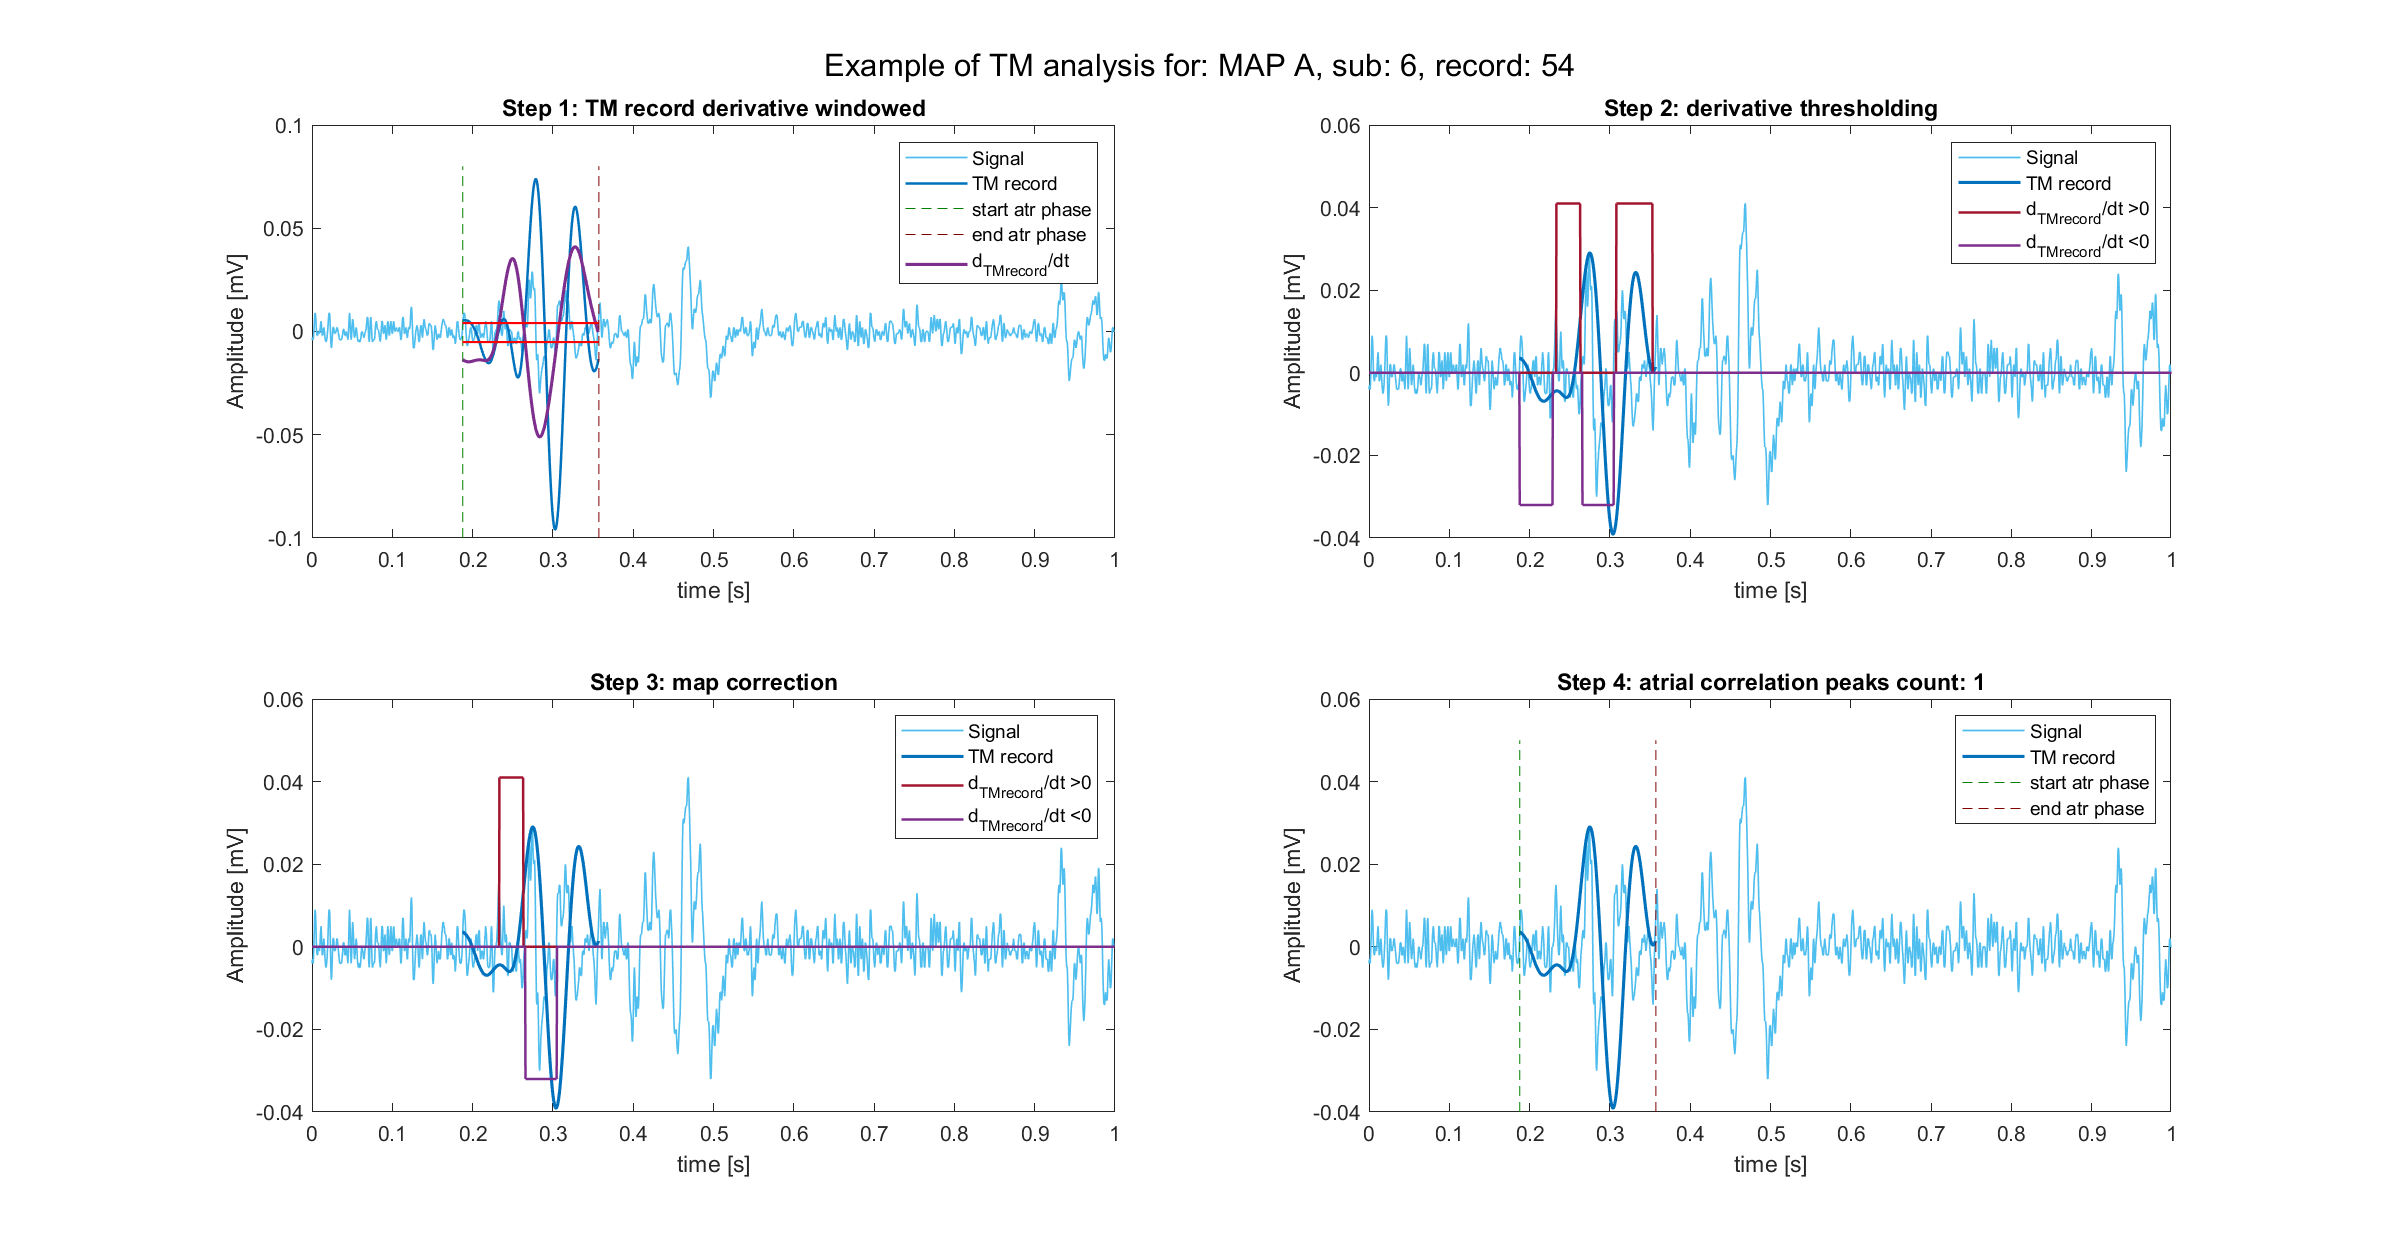 Example of TM analysis for: MAP A, sub: 6, record: 54
Step 1: TM record derivative windowed
0.1
0.05
0
-0.05
-0.1
Amplitude [mV]
Signal
TM record
start atr phase
end atr phase
dTMrecord/dt
0 0.1 0.2 0.3 0.4 0.5 0.6 0.7 0.8 0.9 1
time [s]
Step 2: derivative thresholding
0.06
0.04
0.02
0
-0.02
-0.04
Amplitude [mV]
Signal
TM record
dTMrecord/dt >0
dTMrecord/dt <0
0 0.1 0.2 0.3 0.4 0.5 0.6 0.7 0.8 0.9 1
time [s]
Step 3: map correction
0.06
0.04
0.02
0
-0.02
-0.04
Amplitude [mV]
Signal
TM record
dTMrecord/dt >0
dTMrecord/dt <0
0 0.1 0.2 0.3 0.4 0.5 0.6 0.7 0.8 0.9 1
time [s]
Step 4: atrial correlation peaks count: 1
0.06
0.04
0.02
0
-0.02
-0.04
Amplitude [mV]
Signal
TM record
start atr phase
end atr phase
0 0.1 0.2 0.3 0.4 0.5 0.6 0.7 0.8 0.9 1
time [s]